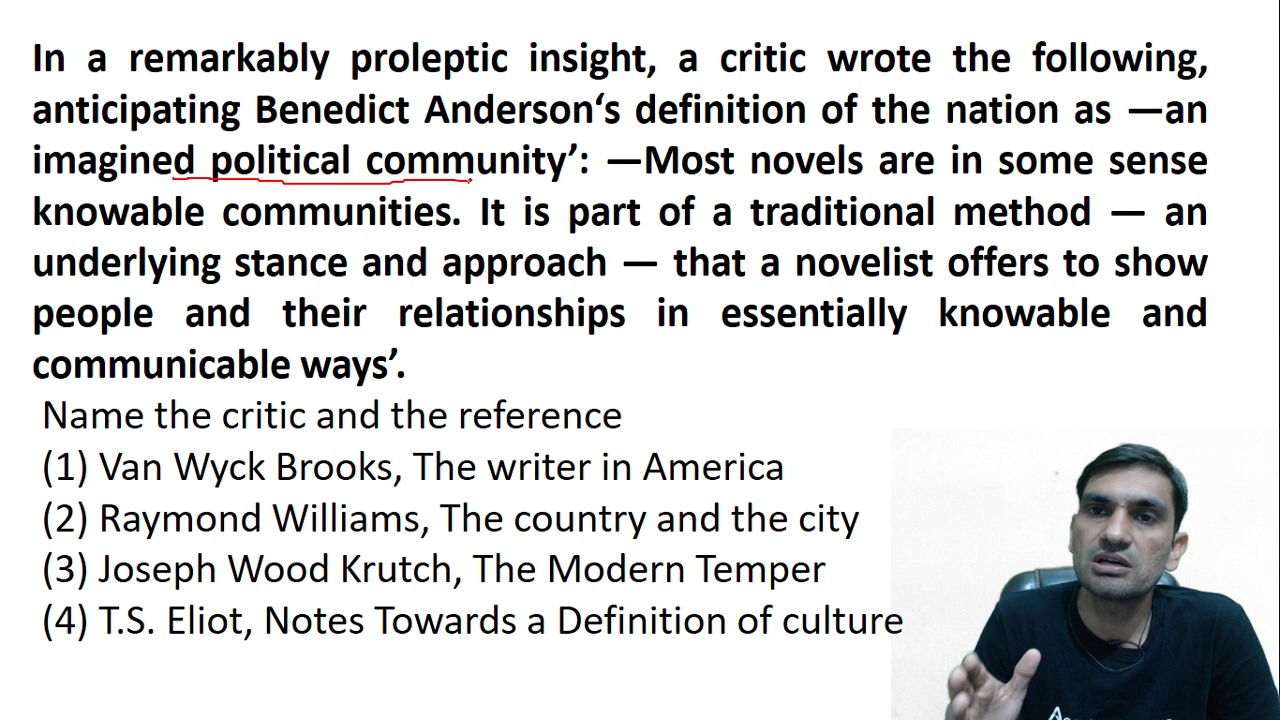 In a remarkably proleptic insight, a critic wrote the following,
anticipating Benedict Anderson‘s definition of the nation as —an
imagined political community’: —Most novels are in some sense
knowable communities. It is part of a traditional method — an
underlying stance and approach — that a novelist offers to show
people and their relationships in essentially knowable and
communicable ways’.
Name the critic and the reference
(1) Van Wyck Brooks, The writer in America
(2) Raymond Williams, The country and the city
(3) Joseph Wood Krutch, The Modern Temper
(4) T.S. Eliot, Notes Towards a Definition of culture